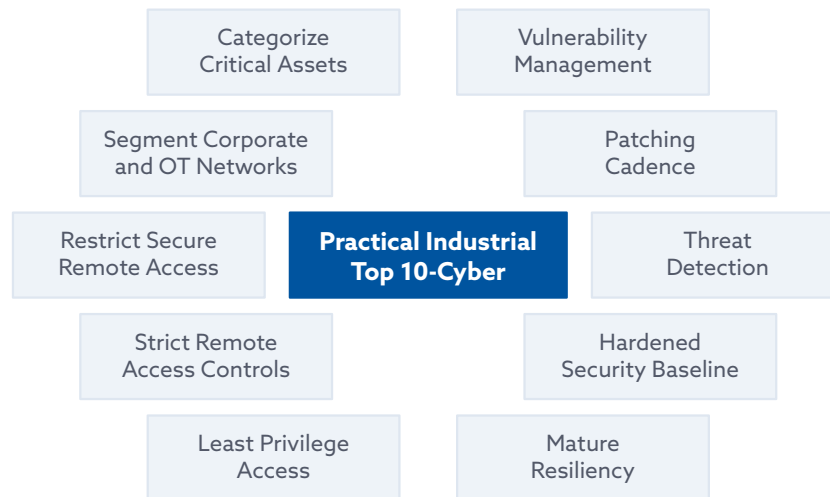 Categorize
Critical Assets
Vulnerability
Management
Segment Corporate
and OT Networks
Patching
Cadence
Restrict Secure
Remote Access
Practical Industrial
Top 10-Cyber
Threat
Detection
Strict Remote
Access Controls
Hardened
Security Baseline
Least Privilege
Access
Mature
Resiliency